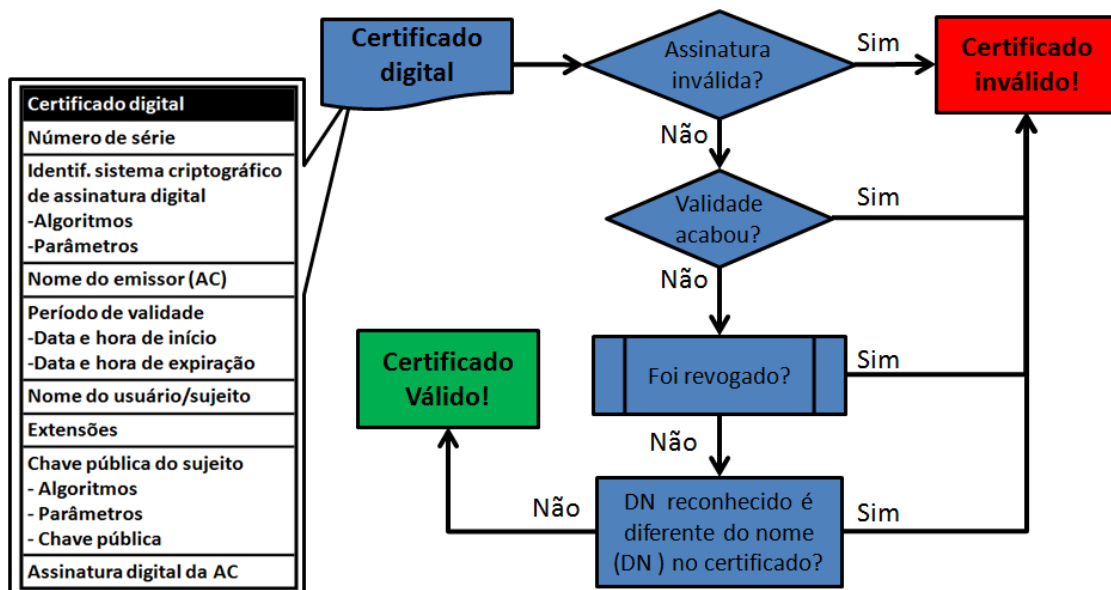 Certificado digital
Número de série
Identif. sistema criptográfico
de assinatura digital
-Algoritmos
-Parâmetros
Nome do emissor (AC)
Período de validade
-Data e hora de início
-Data e hora de expiração
Nome do usuário/sujeito
Extensões
Chave pública do sujeito
- Algoritmos
- Parâmetros
- Chave pública
Assinatura digital da AC
Certificado
digital
Assinatura
inválida?
Sim
Certificado
inválido!
Não
Validade
acabou?
Sim
Não
Foi revogado?
Sim
Certificado
Válido!
Não
DN reconhecido é
diferente do nome
(DN ) no certificado?
Não
Sim